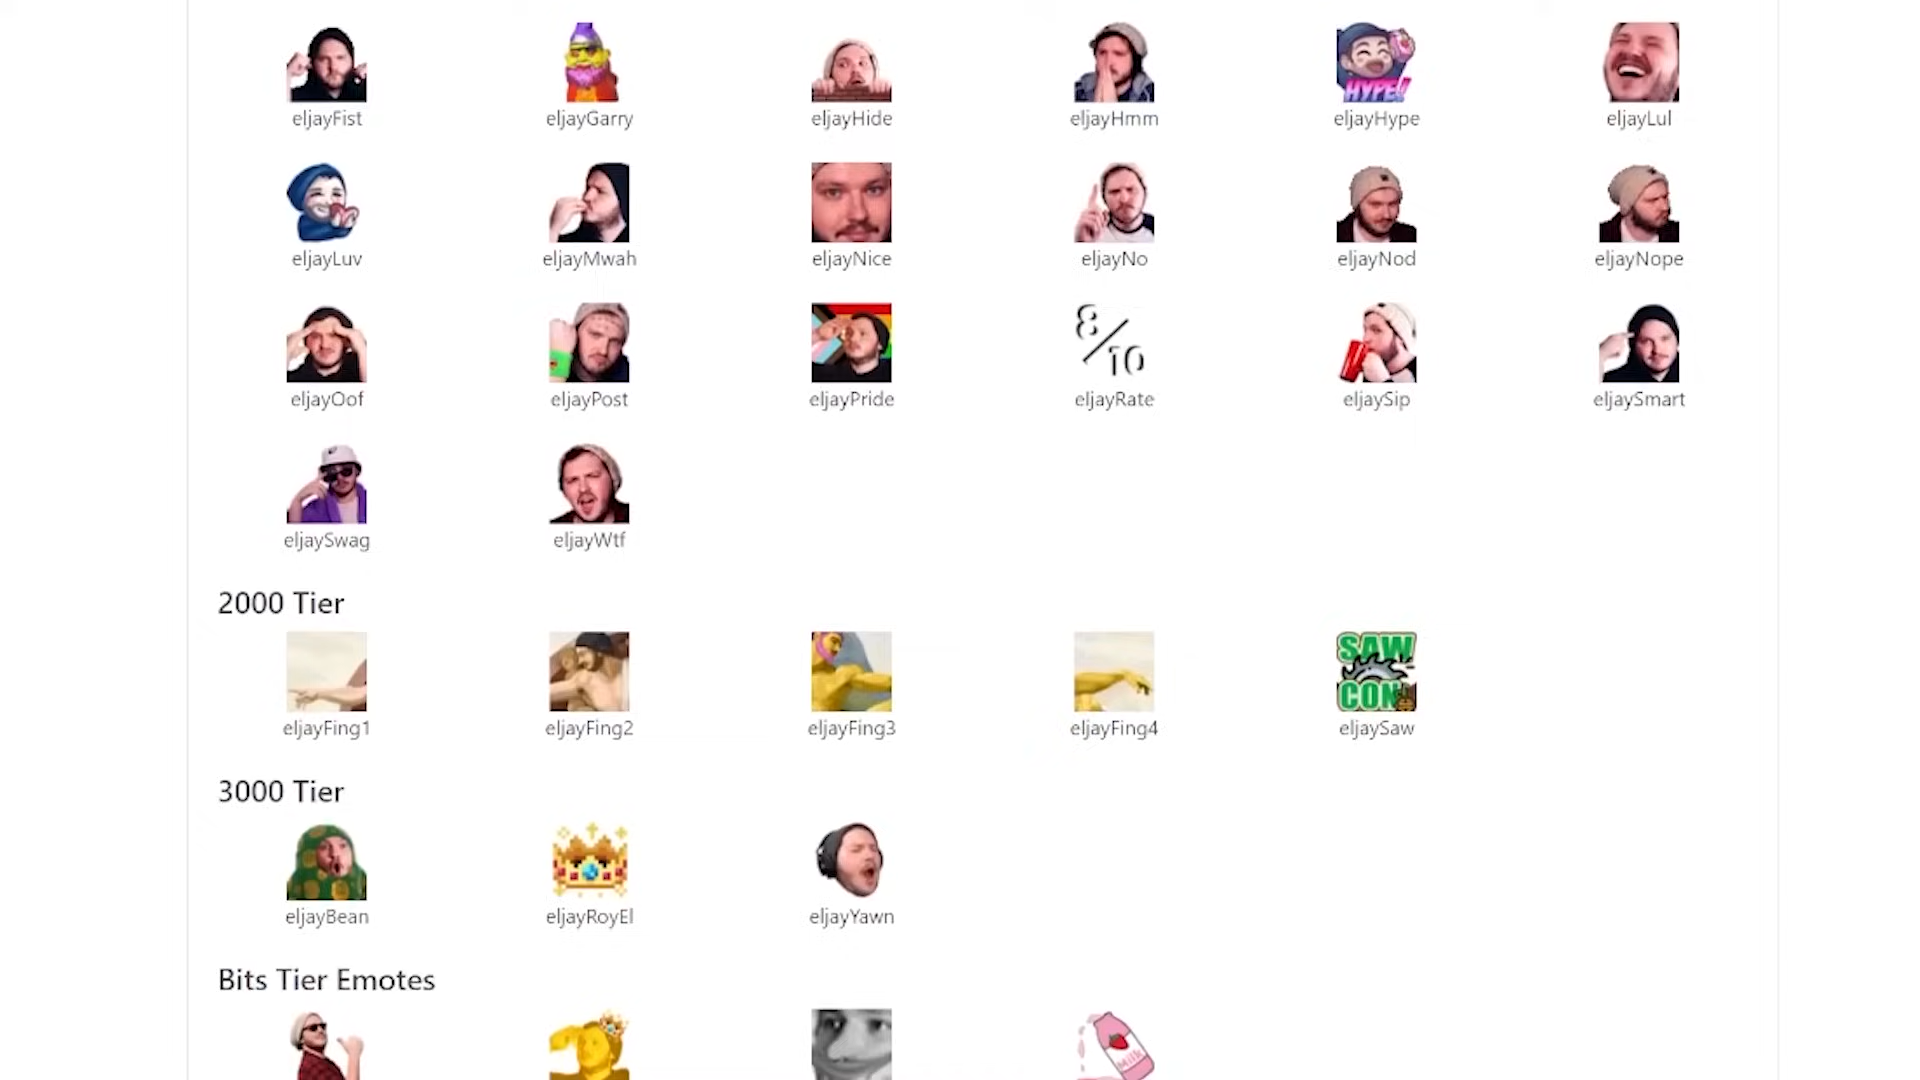 HYPE!
eljayFist eljayGarry eljayHide eljayHmm eljayHype eljayLul
eljayLuv eljayMwah eljayNice eljayNo eljayNod eljayNope
8/10
eljayOof eljayPost eljayPride eljayRate eljaySip eljaySmart
eljaySwag eljayWtf
2000 Tier
SAW
CON
eljayFing1 eljayFing2 eljayFing3 eljayFing4 eljaySaw
3000 Tier
eljayBean eljayRoyEl eljayYawn
Bits Tier Emotes
Milk